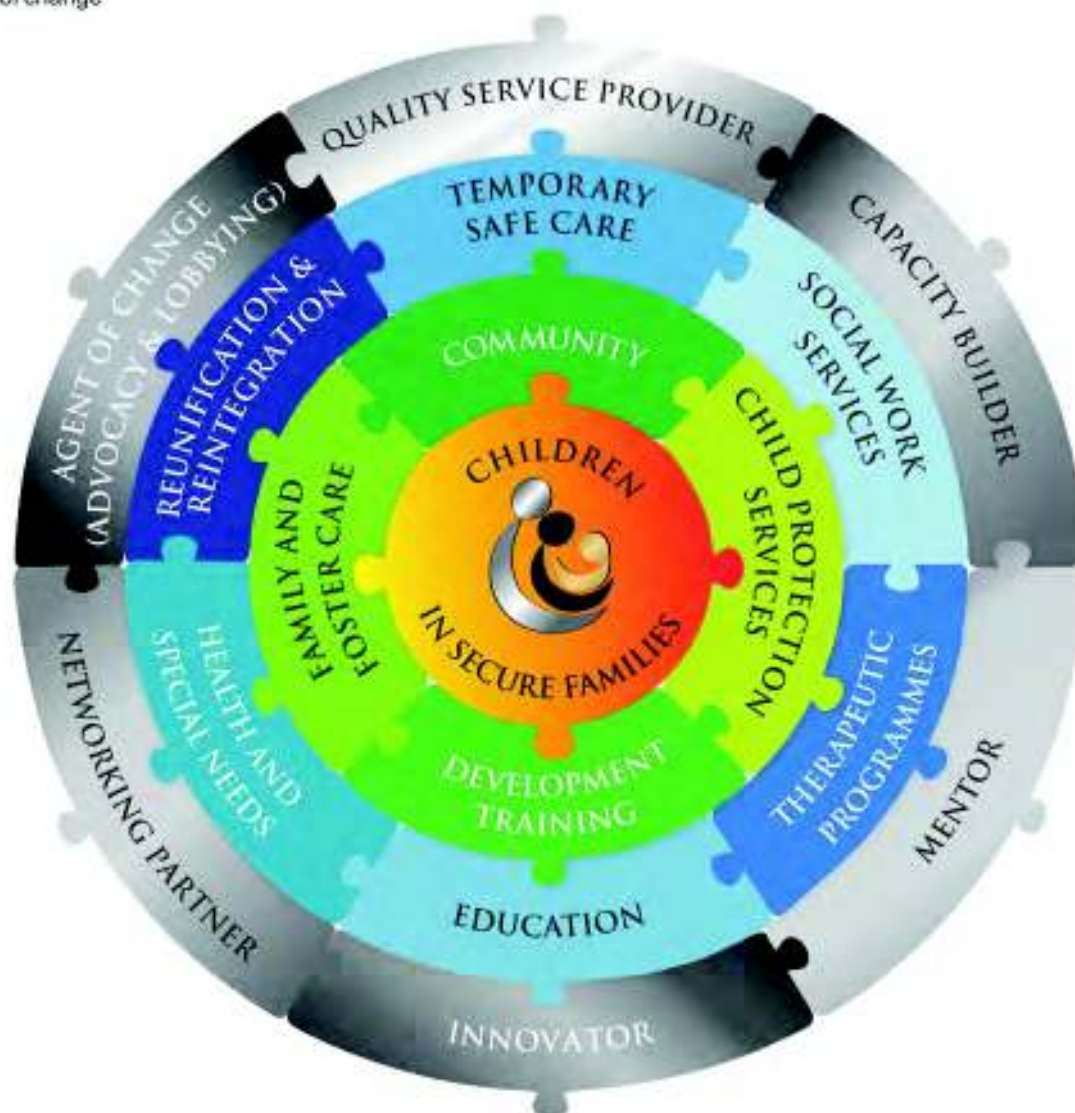 of change
QUALITY SERVICE PROVIDER
CAPACITY BUILDER
MENTOR
INNOVATOR
NETWORKING PARTNER
AGENT OF CHANGE
(ADVOCACY & LOBBYING)
TEMPORARY
SAFE CARE
SOCIAL WORK
SERVICES
THERAPEUTIC
PROGRAMMES
EDUCATION
HEALTH AND
SPECIAL NEEDS
REUNIFICATION &
REINTEGRATION
COMMUNITY
CHILD PROTECTION
SERVICES
DEVELOPMENT
TRAINING
FAMILY AND
FOSTER CARE
CHILDREN
IN SECURE FAMILIES